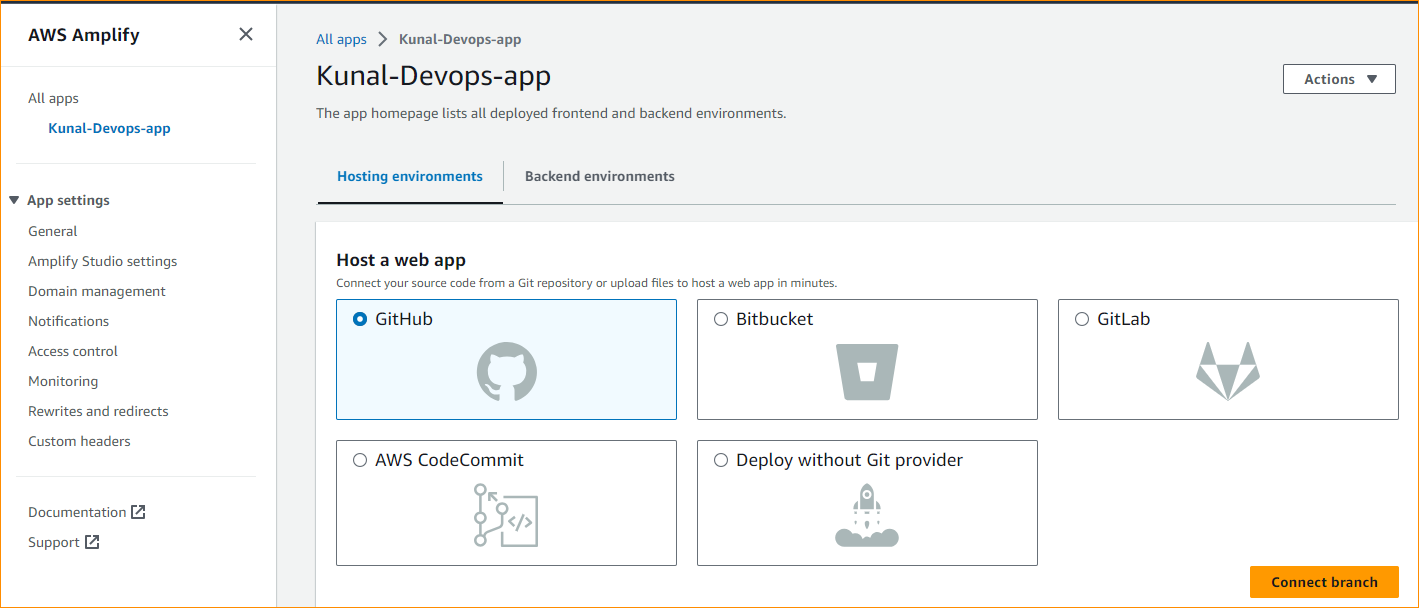 AWS Amplify
All apps
Kunal-Devops-app
App settings
General
Amplify Studio settings
Domain management
Notifications
Access control
Monitoring
Rewrites and redirects
Custom headers
Documentation
Support
All apps > Kunal-Devops-app
Kunal-Devops-app
Actions
The app homepage lists all deployed frontend and backend environments.
Hosting environments Backend environments
Host a web app
Connect your source code from a Git repository or upload files to host a web app in minutes.
GitHub Bitbucket GitLab
AWS CodeCommit Deploy without Git provider
Connect branch